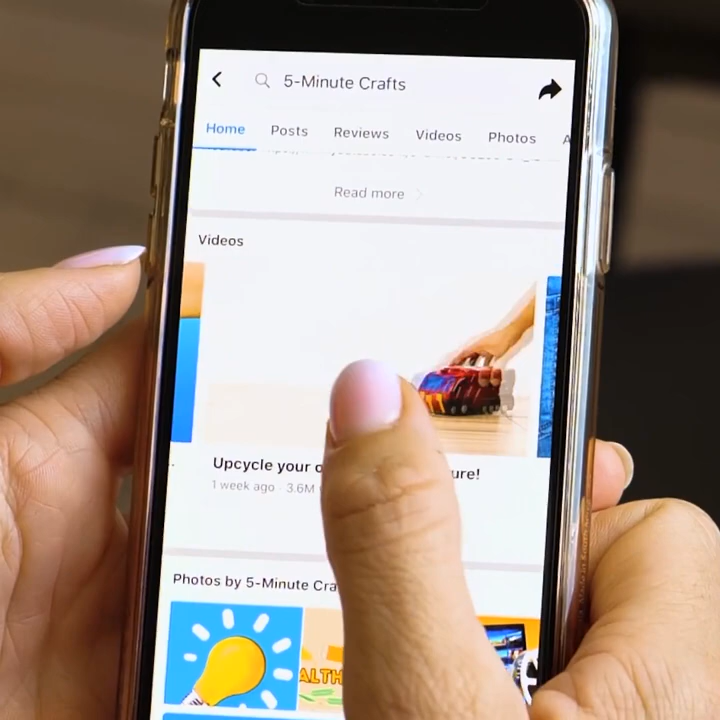 5-Minute Crafts
Home Posts Reviews Videos Photos A
Read more
Videos
Upcycle your o ure!
1 week ago · 3.6M
Photos by 5-Minute Cra
ALTH